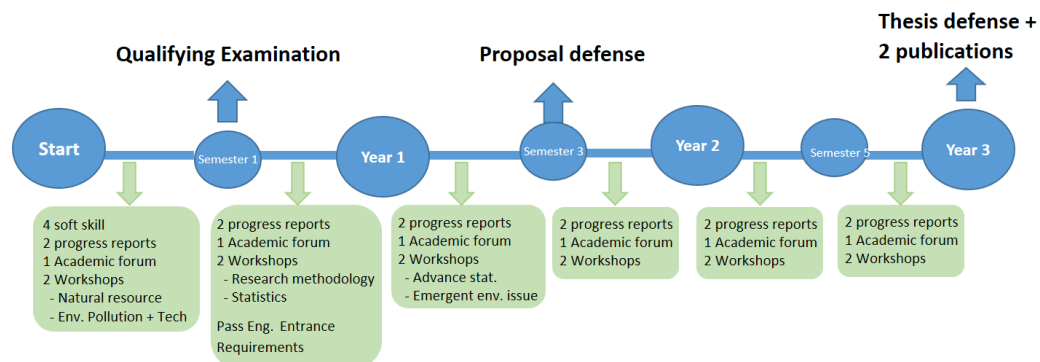 Thesis defense +
2 publications
Qualifying Examination
Proposal defense
Start
Semester 1
Year 1
Semester 3
Year 2
Semester 5
Year 3
4 soft skill
2 progress reports
1 Academic forum
2 Workshops
- Natural resource
- Env. Pollution + Tech
2 progress reports
1 Academic forum
2 Workshops
- Research methodology
- Statistics
Pass Eng. Entrance
Requirements
2 progress reports
1 Academic forum
2 Workshops
- Advance stat.
- Emergent env. issue
2 progress reports
1 Academic forum
2 Workshops
2 progress reports
1 Academic forum
2 Workshops
2 progress reports
1 Academic forum
2 Workshops